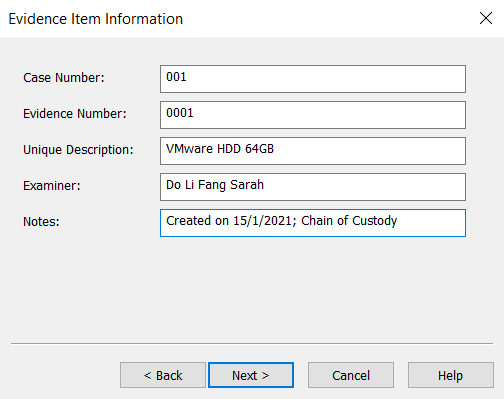 Evidence Item Information
Case Number: 001
Evidence Number: 0001
Unique Description: VMware HDD 64GB
Examiner: Do Li Fang Sarah
Notes: Created on 15/1/2021; Chain of Custody
< Back Next > Cancel Help